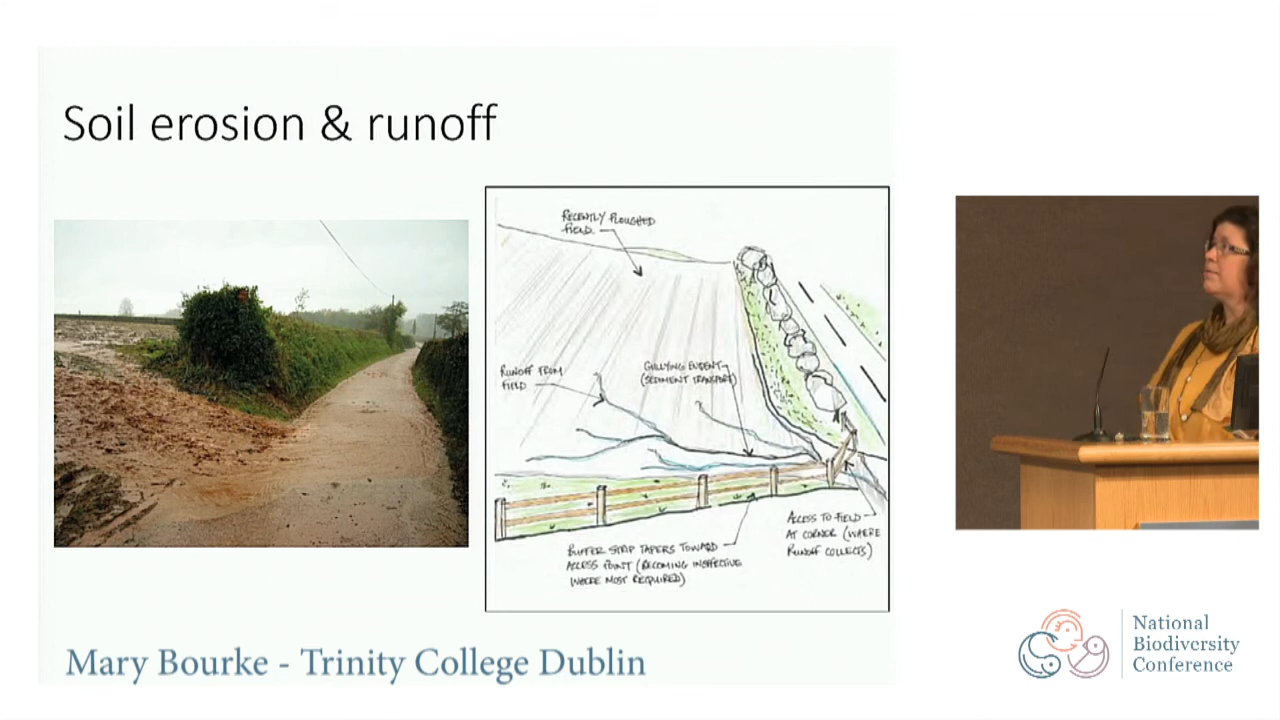 Soil erosion & runoff
RECENTLY PLOUGHED
FIELD.
RUNOFF FROM
FIELD
GULLYING EVIDENT
(SEDIMENT TRANSPORT)
ACCESS TO FIELD
AT CORNER (WHERE
RUNOFF COLLECTS)
BUFFER STRIP TAPERS TOWARD
ACCESS POINT (BECOMING INEFFECTIVE
WHERE MOST REQUIRED)
Mary Bourke - Trinity College Dublin
National
Biodiversity
Conference